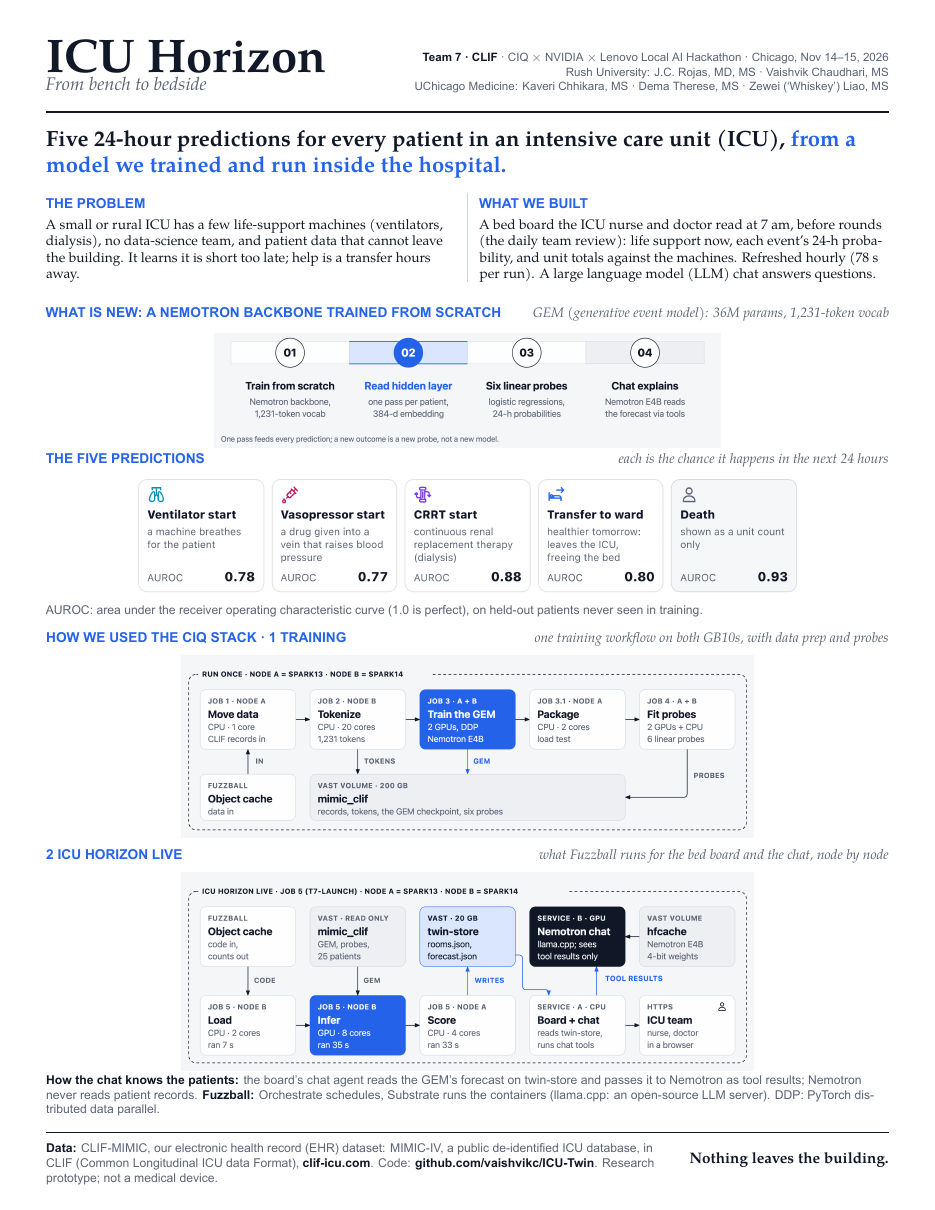 ICU Horizon
From bench to bedside
Team 7 · CLIF · CIQ × NVIDIA × Lenovo Local AI Hackathon · Chicago, Nov 14–15, 2026
Rush University: J.C. Rojas, MD, MS · Vaishvik Chaudhari, MS
UChicago Medicine: Kaveri Chhikara, MS · Dema Therese, MS · Zewei (‘Whiskey’) Liao, MS
Five 24-hour predictions for every patient in an intensive care unit (ICU), from a
model we trained and run inside the hospital.
THE PROBLEM
A small or rural ICU has a few life-support machines (ventilators,
dialysis), no data-science team, and patient data that cannot leave
the building. It learns it is short too late; help is a transfer hours
away.
WHAT WE BUILT
A bed board the ICU nurse and doctor read at 7 am, before rounds
(the daily team review): life support now, each event’s 24-h proba-
bility, and unit totals against the machines. Refreshed hourly (78 s
per run). A large language model (LLM) chat answers questions.
WHAT IS NEW: A NEMOTRON BACKBONE TRAINED FROM SCRATCH
GEM (generative event model): 36M params, 1,231-token vocab
01
02
03
04
Train from scratch
Nemotron backbone,
1,231-token vocab
Read hidden layer
one pass per patient,
384-d embedding
Six linear probes
logistic regressions,
24-h probabilities
Chat explains
Nemotron E4B reads
the forecast via tools
One pass feeds every prediction; a new outcome is a new probe, not a new model.
THE FIVE PREDICTIONS
each is the chance it happens in the next 24 hours
Ventilator start
a machine breathes
for the patient
AUROC 0.78
Vasopressor start
a drug given into a
vein that raises blood
pressure
AUROC 0.77
CRRT start
continuous renal
replacement therapy
(dialysis)
AUROC 0.88
Transfer to ward
healthier tomorrow:
leaves the ICU,
freeing the bed
AUROC 0.80
Death
shown as a unit count
only
AUROC 0.93
AUROC: area under the receiver operating characteristic curve (1.0 is perfect), on held-out patients never seen in training.
HOW WE USED THE CIQ STACK · 1 TRAINING
one training workflow on both GB10s, with data prep and probes
RUN ONCE · NODE A = SPARK13 · NODE B = SPARK14
JOB 1 · NODE A
Move data
CPU · 1 core
CLIF records in
JOB 2 · NODE B
Tokenize
CPU · 20 cores
1,231 tokens
JOB 3 · A + B
Train the GEM
2 GPUs, DDP
Nemotron E4B
JOB 3.1 · NODE A
Package
CPU · 2 cores
load test
JOB 4 · A + B
Fit probes
2 GPUs + CPU
6 linear probes
IN
TOKENS
GEM
PROBES
FUZZBALL
Object cache
data in
VAST VOLUME · 200 GB
mimic_clif
records, tokens, the GEM checkpoint, six probes
2 ICU HORIZON LIVE
what Fuzzball runs for the bed board and the chat, node by node
ICU HORIZON LIVE · JOB 5 (T7-LAUNCH) · NODE A = SPARK13 · NODE B = SPARK14
FUZZBALL
Object cache
code in,
counts out
VAST · READ ONLY
mimic_clif
GEM, probes,
25 patients
VAST · 20 GB
twin-store
rooms.json,
forecast.json
SERVICE · B · GPU
Nemotron chat
llama.cpp; sees
tool results only
VAST VOLUME
hfcache
Nemotron E4B
4-bit weights
CODE
GEM
WRITES
TOOL RESULTS
JOB 5 · NODE B
Load
CPU · 2 cores
ran 7 s
JOB 5 · NODE B
Infer
GPU · 8 cores
ran 35 s
JOB 5 · NODE A
Score
CPU · 4 cores
ran 33 s
SERVICE · A · CPU
Board + chat
reads twin-store,
runs chat tools
HTTPS
ICU team
nurse, doctor
in a browser
How the chat knows the patients: the board’s chat agent reads the GEM’s forecast on twin-store and passes it to Nemotron as tool results; Nemotron
never reads patient records. Fuzzball: Orchestrate schedules, Substrate runs the containers (llama.cpp: an open-source LLM server). DDP: PyTorch dis-
tributed data parallel.
Data: CLIF-MIMIC, our electronic health record (EHR) dataset: MIMIC-IV, a public de-identified ICU database, in
CLIF (Common Longitudinal ICU data Format), clif-icu.com. Code: github.com/vaishvikc/ICU-Twin. Research
prototype; not a medical device.
Nothing leaves the building.